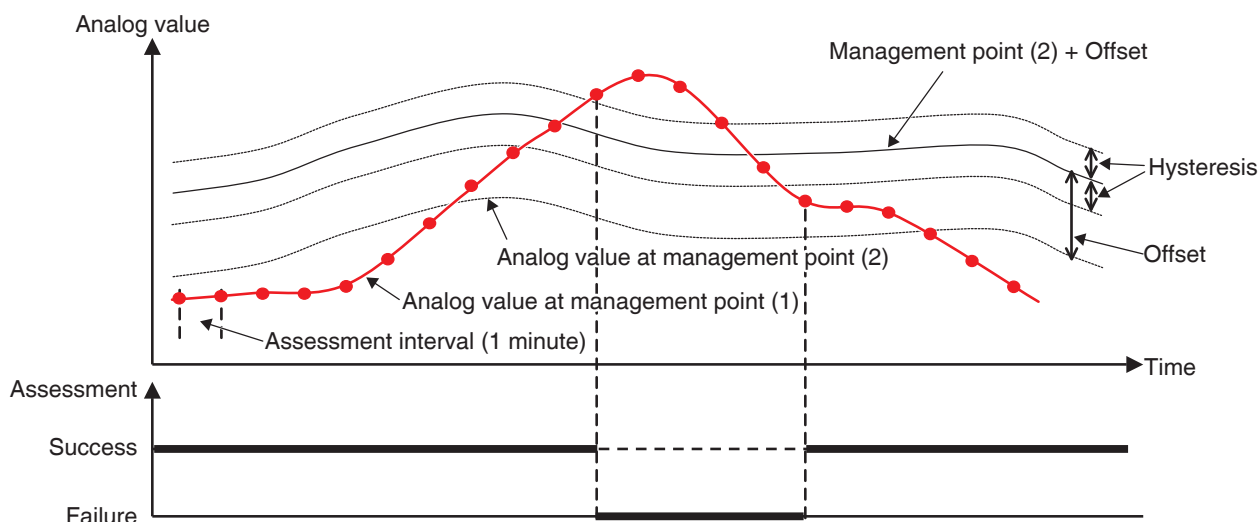 Analog value
Management point (2) + Offset
Hysteresis
Analog value at management point (2)
Offset
Analog value at management point (1)
Assessment interval (1 minute)
Time
Assessment
Success
Failure